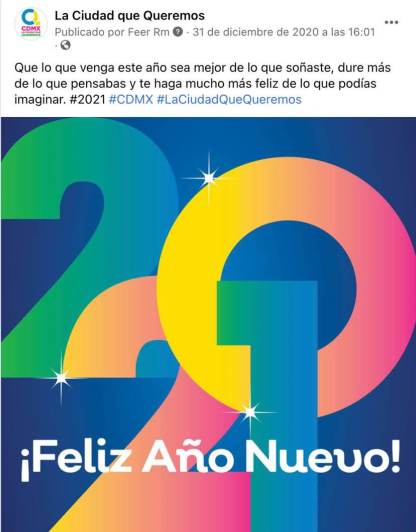 La Ciudad que Queremos
Publicado por Feer Rm · 31 de diciembre de 2020 a las 16:01
CDMX
Que lo que venga este año sea mejor de lo que soñaste, dure más
de lo que pensabas y te haga mucho más feliz de lo que podías
imaginar. #2021 #CDMX #LaCiudadQueQueremos
2021
¡Feliz Año Nuevo!